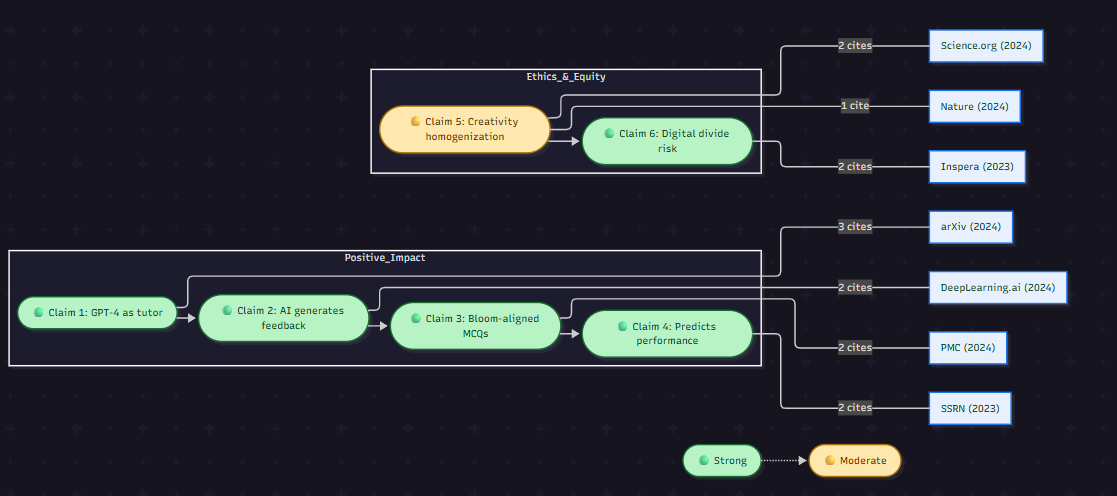 2 cites
Science.org (2024)
Ethics_&_Equity
1 cite
Nature (2024)
Claim 5: Creativity
homogenization
Claim 6: Digital divide
risk
2 cites
Inspera (2023)
3 cites
arXiv (2024)
Positive_Impact
2 cites
DeepLearning.ai (2024)
Claim 1: GPT-4 as tutor
Claim 2: AI generates
feedback
Claim 3: Bloom-aligned
MCQs
Claim 4: Predicts
performance
2 cites
PMC (2024)
2 cites
SSRN (2023)
Strong
Moderate